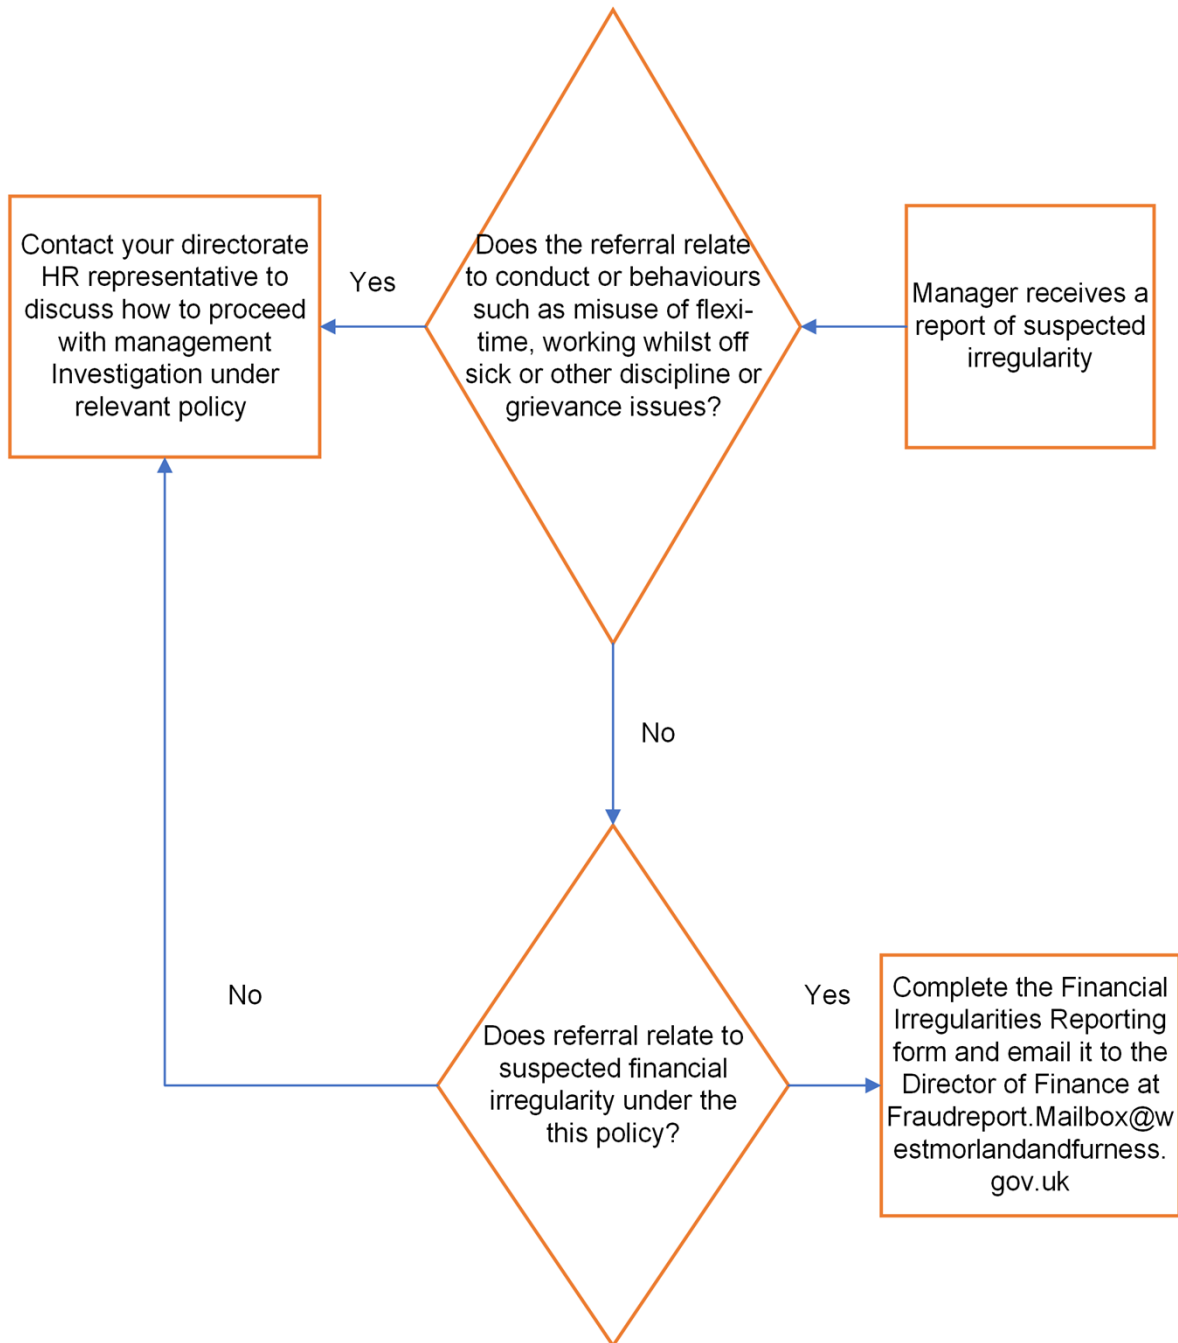 Manager receives a
report of suspected
irregularity
Does the referral relate
to conduct or behaviours
such as misuse of flexi-
time, working whilst off
sick or other discipline or
grievance issues?
Yes
Contact your directorate
HR representative to
discuss how to proceed
with management
Investigation under
relevant policy
No
Does referral relate to
suspected financial
irregularity under the
this policy?
No
Yes
Complete the Financial
Irregularities Reporting
form and email it to the
Director of Finance at
Fraudreport.Mailbox@w
estmorlandandfurness.
gov.uk